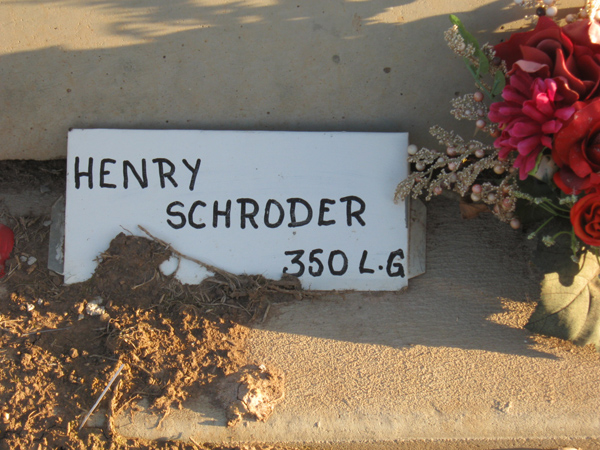 HENRY
SCHRODER
350 L.G